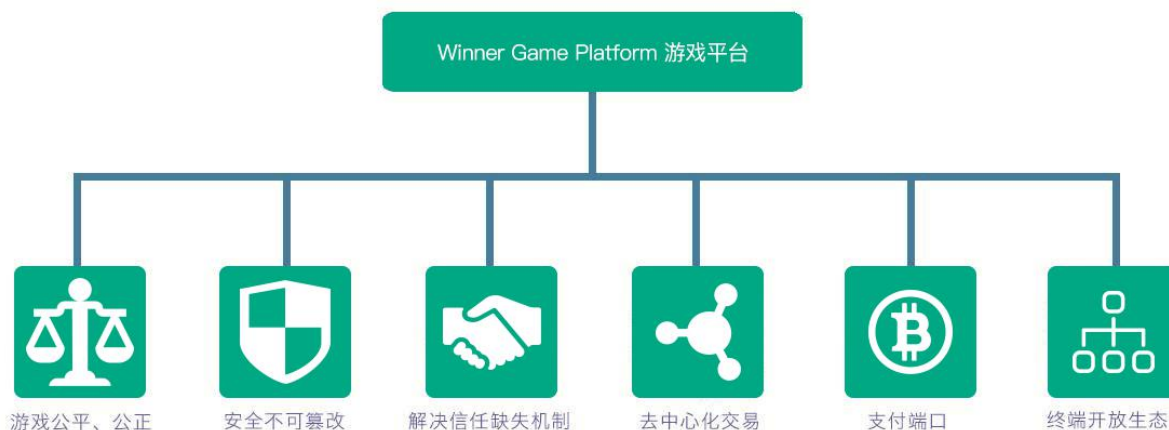 Winner Game Platform 游戏平台
游戏公平、公正
安全不可篡改
解决信任缺失机制
去中心化交易
支付端口
终端开放生态